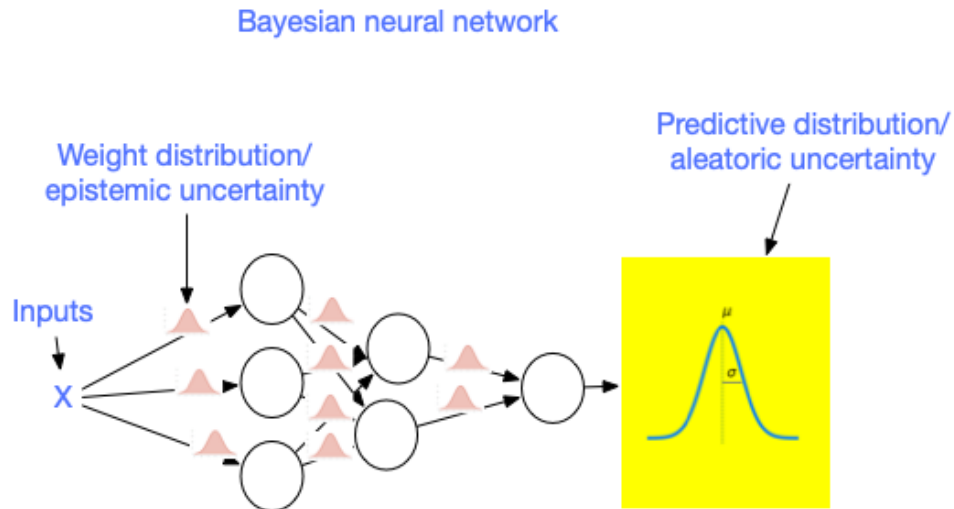 Bayesian neural network
Predictive distribution/
aleatoric uncertainty
Weight distribution/
epistemic uncertainty
Inputs
X
μ
σ